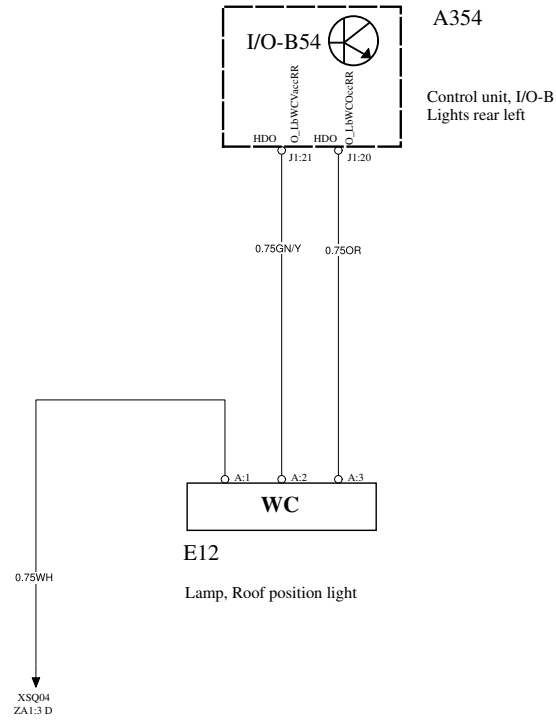 A354
I/O-B54
Control unit, I/O-B
Lights rear left
O_LbWCVaccRR
O_LbWCOccRR
HDO
HDO
J1:21
J1:20
0.75GN/Y
0.75OR
A:1
A:2
A:3
WC
E12
0.75WH
Lamp, Roof position light
XSQ04
ZA1:3 D